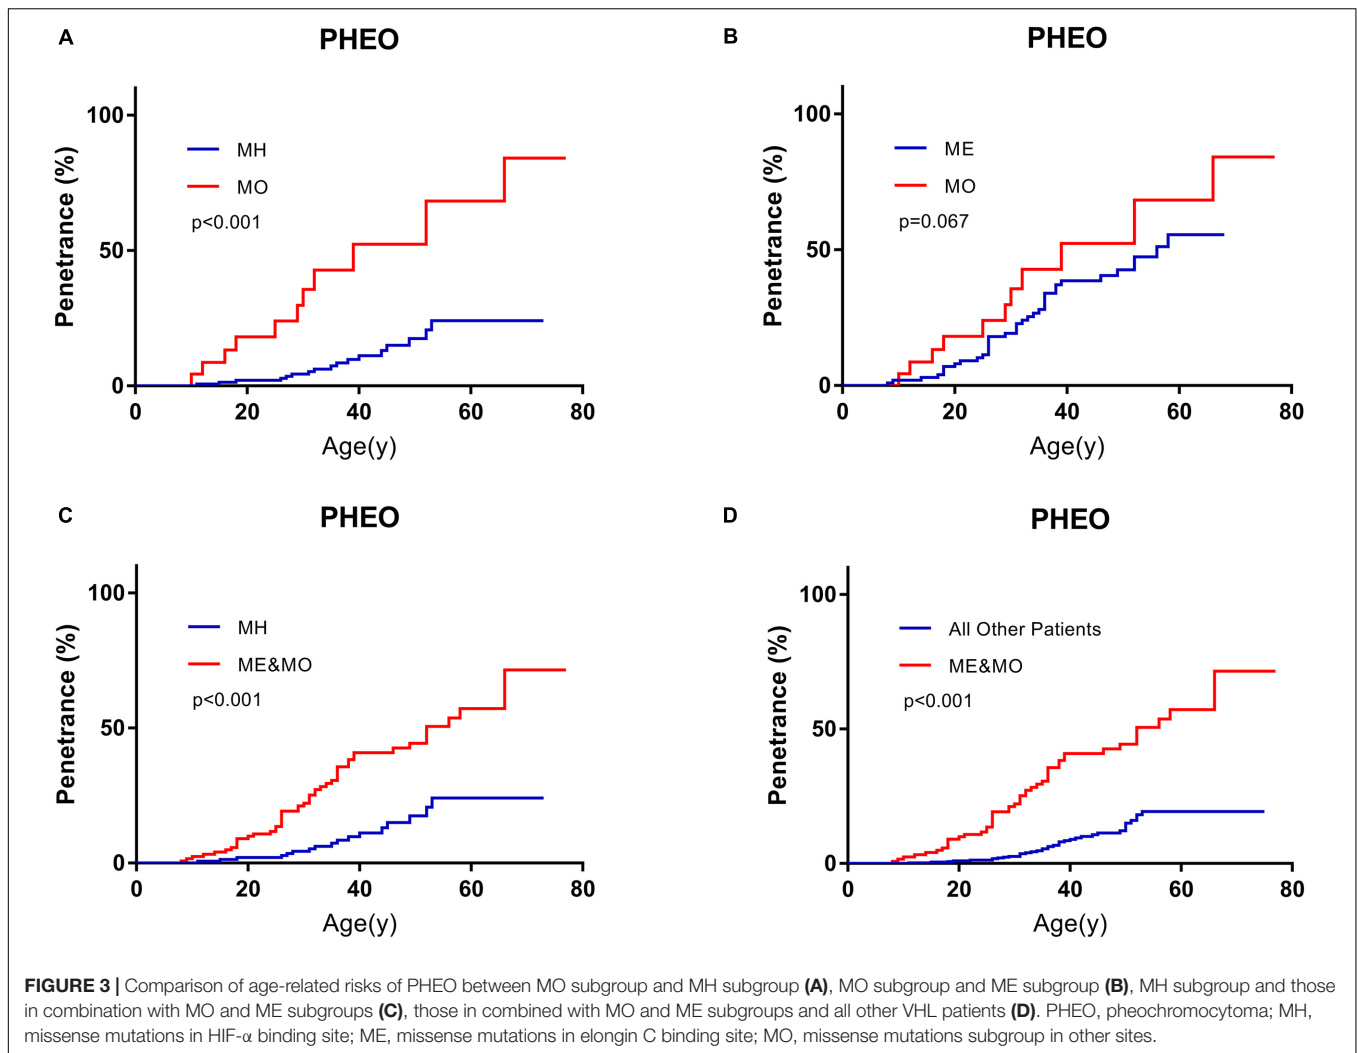 A
PHEO
Penetrance (%)
100
50
0
MH
MO
p<0.001
0 20 40 60 80
Age(y)
B
PHEO
Penetrance (%)
100
50
0
ME
MO
p=0.067
0 20 40 60 80
Age(y)
C
PHEO
Penetrance (%)
100
50
0
MH
ME&MO
p<0.001
0 20 40 60 80
Age(y)
D
PHEO
Penetrance (%)
100
50
0
All Other Patients
ME&MO
p<0.001
0 20 40 60 80
Age(y)
FIGURE 3 | Comparison of age-related risks of PHEO between MO subgroup and MH subgroup (A), MO subgroup and ME subgroup (B), MH subgroup and those
in combination with MO and ME subgroups (C), those in combined with MO and ME subgroups and all other VHL patients (D). PHEO, pheochromcytoma; MH,
missense mutations in HIF-α binding site; ME, missense mutations in elongin C binding site; MO, missense mutations subgroup in other sites.